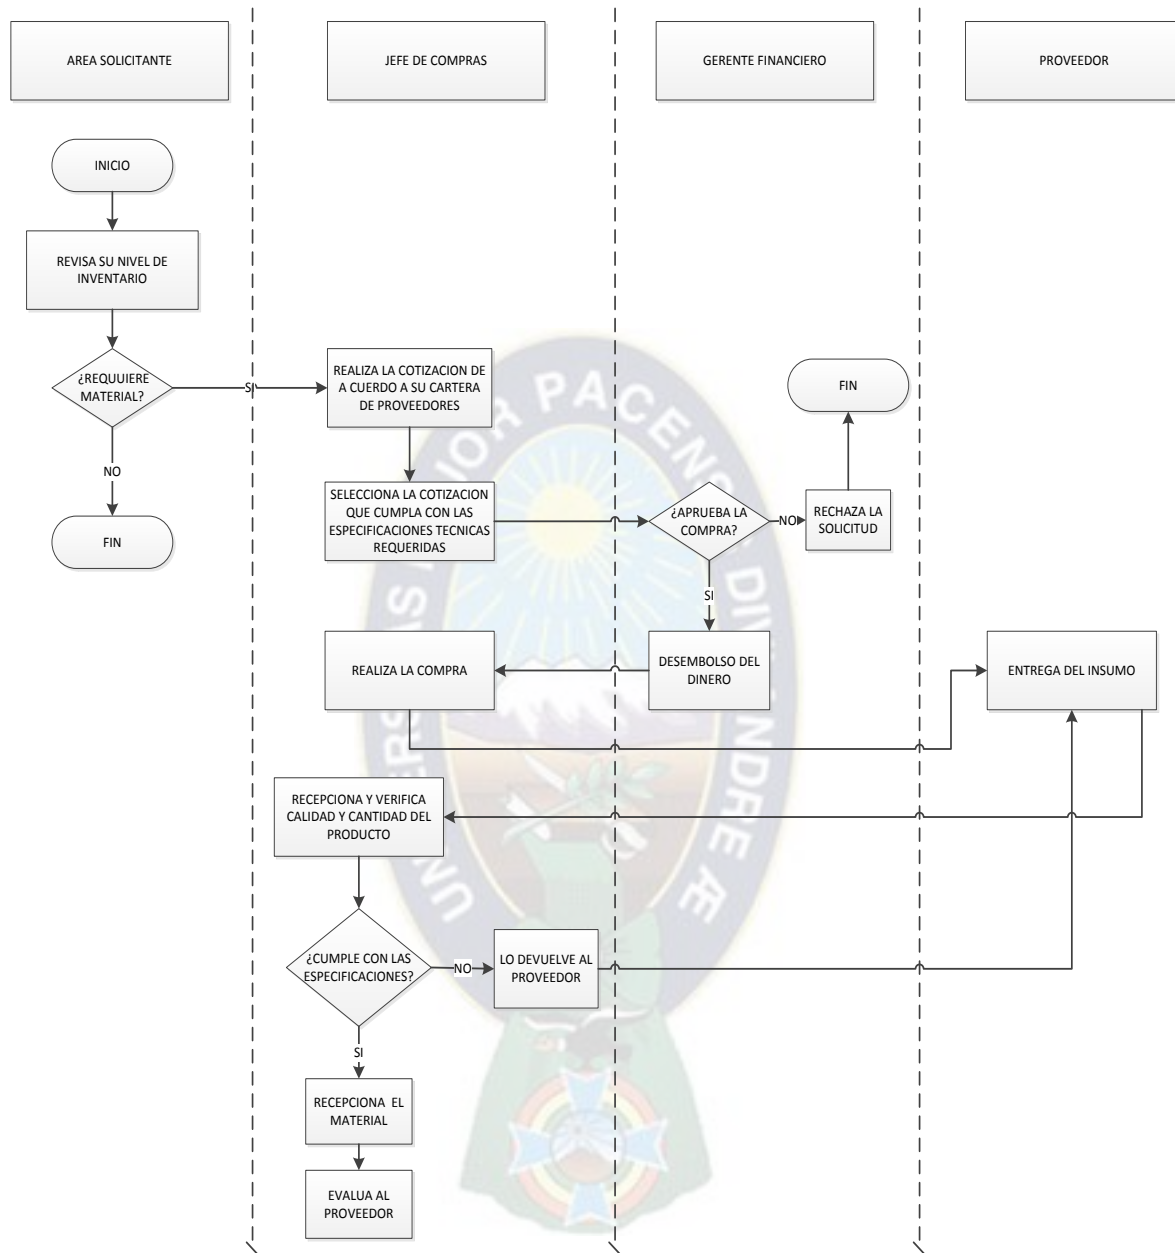 AREA SOLICITANTE
JEFE DE COMPRAS
GERENTE FINANCIERO
PROVEEDOR
INICIO
REVISA SU NIVEL DE
INVENTARIO
¿REQUUIERE
MATERIAL?
SI
NO
FIN
REALIZA LA COTIZACION DE
A CUERDO A SU CARTERA
DE PROVEEDORES
SELECCIONA LA COTIZACION
QUE CUMPLA CON LAS
ESPECIFICACIONES TECNICAS
REQUERIDAS
¿APRUEBA LA
COMPRA?
NO
RECHAZA LA
SOLICITUD
FIN
SI
DESEMBOLSO DEL
DINERO
REALIZA LA COMPRA
ENTREGA DEL INSUMO
RECEPCIONA Y VERIFICA
CALIDAD Y CANTIDAD DEL
PRODUCTO
¿CUMPLE CON LAS
ESPECIFICACIONES?
NO
LO DEVUELVE AL
PROVEEDOR
SI
RECEPCIONA EL
MATERIAL
EVALUA AL
PROVEEDOR